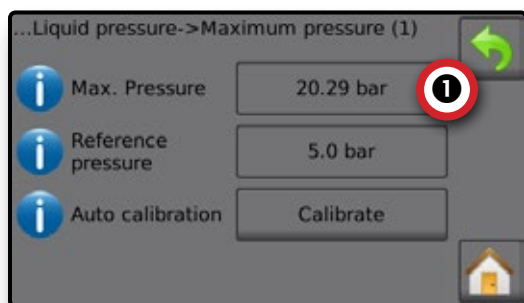 ...Liquid pressure->Maximum pressure (1)
Max. Pressure 20.29 bar 1
Reference pressure 5.0 bar
Auto calibration Calibrate